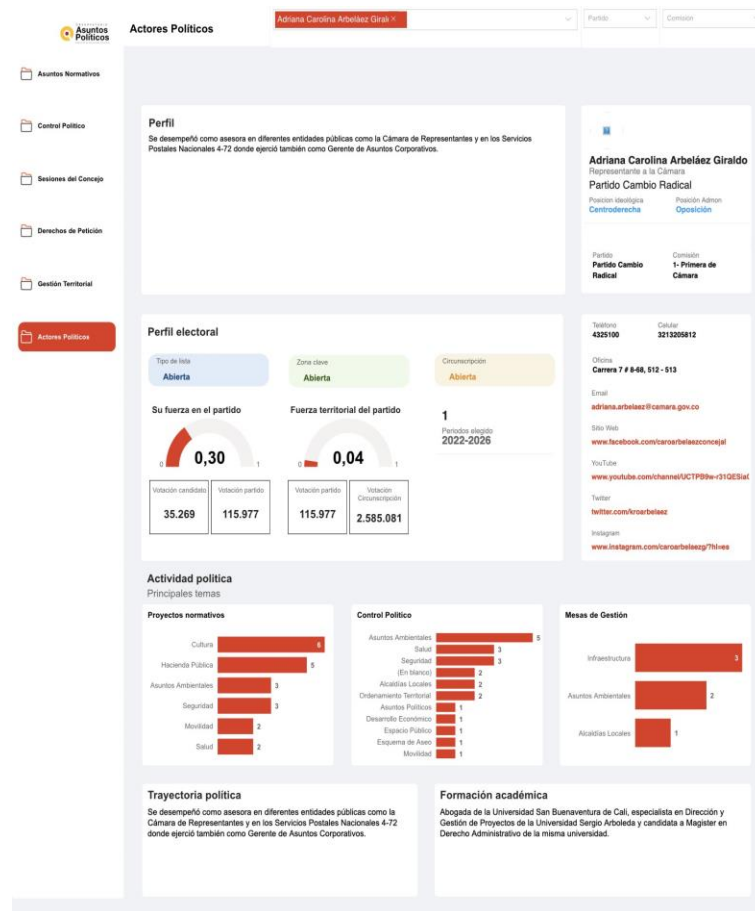 Asuntos
Políticos
Actores Políticos
Adriana Carolina Arbeláez Giral ×
Partido
Comisión
Asuntos Normativos
Control Político
Sesiones del Concejo
Derechos de Petición
Gestión Territorial
Actores Políticos
Perfil
Se desempeñó como asesora en diferentes entidades públicas como la Cámara de Representantes y en los Servicios
Postales Nacionales 4-72 donde ejerció también como Gerente de Asuntos Corporativos.
Adriana Carolina Arbeláez Giraldo
Representante a la Cámara
Partido Cambio Radical
Posicion ideológica
Posición Admon
Centroderecha
Oposición
Partido
Comisión
Partido Cambio
Radical
1- Primera de
Cámara
Perfil electoral
Tipo de lista
Abierta
Zona clave
Abierta
Circunscripción
Abierta
Su fuerza en el partido
0,30
0
1
Votación candidato
35.269
Votación partido
115.977
Fuerza territorial del partido
0,04
0
1
Votación partido
115.977
Votación
Circunscripción
2.585.081
1
Periodos elegido
2022-2026
Teléfono
4325100
Celular
3213205812
Oficina
Carrera 7 # 8-68, 512 - 513
Email
adriana.arbelaez@camara.gov.co
Sitio Web
www.facebook.com/caroarbelaezconcejal
YouTube
www.youtube.com/channel/UCTPB9w-r31QESia
Twitter
twitter.com/kroarbelaez
Instagram
www.instagram.com/caroarbelaezg/?hl=es
Actividad política
Principales temas
Proyectos normativos
Cultura
Hacienda Pública 5
Asuntos Ambientales 3
Seguridad 3
Movilidad 2
Salud 2
Control Político
Asuntos Ambientales 5
Salud 3
Seguridad 3
(En blanco) 2
Alcaldías Locales 2
Ordenamiento Territorial 2
Asuntos Políticos 1
Desarrollo Económico 1
Espacio Público 1
Esquema de Aseo 1
Movilidad 1
Mesas de Gestión
Infraestructura 3
Asuntos Ambientales 2
Alcaldías Locales 1
Trayectoria política
Se desempeñó como asesora en diferentes entidades públicas como la
Cámara de Representantes y en los Servicios Postales Nacionales 4-72
donde ejerció también como Gerente de Asuntos Corporativos.
Formación académica
Abogada de la Universidad San Buenaventura de Cali, especialista en Dirección y
Gestión de Proyectos de la Universidad Sergio Arboleda y candidata a Magister en
Derecho Administrativo de la misma universidad.